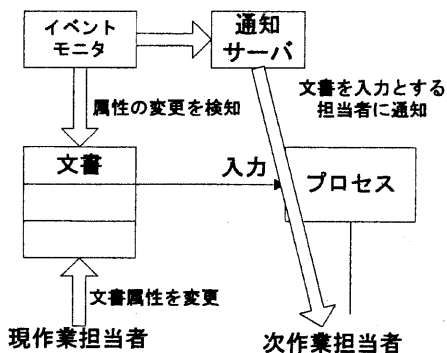 イベント
モニタ
通知
サーバ
属性の変更を検知
文書を入力とする
担当者に通知
文書
入力
プロセス
文書属性を変更
現作業担当者
次作業担当者